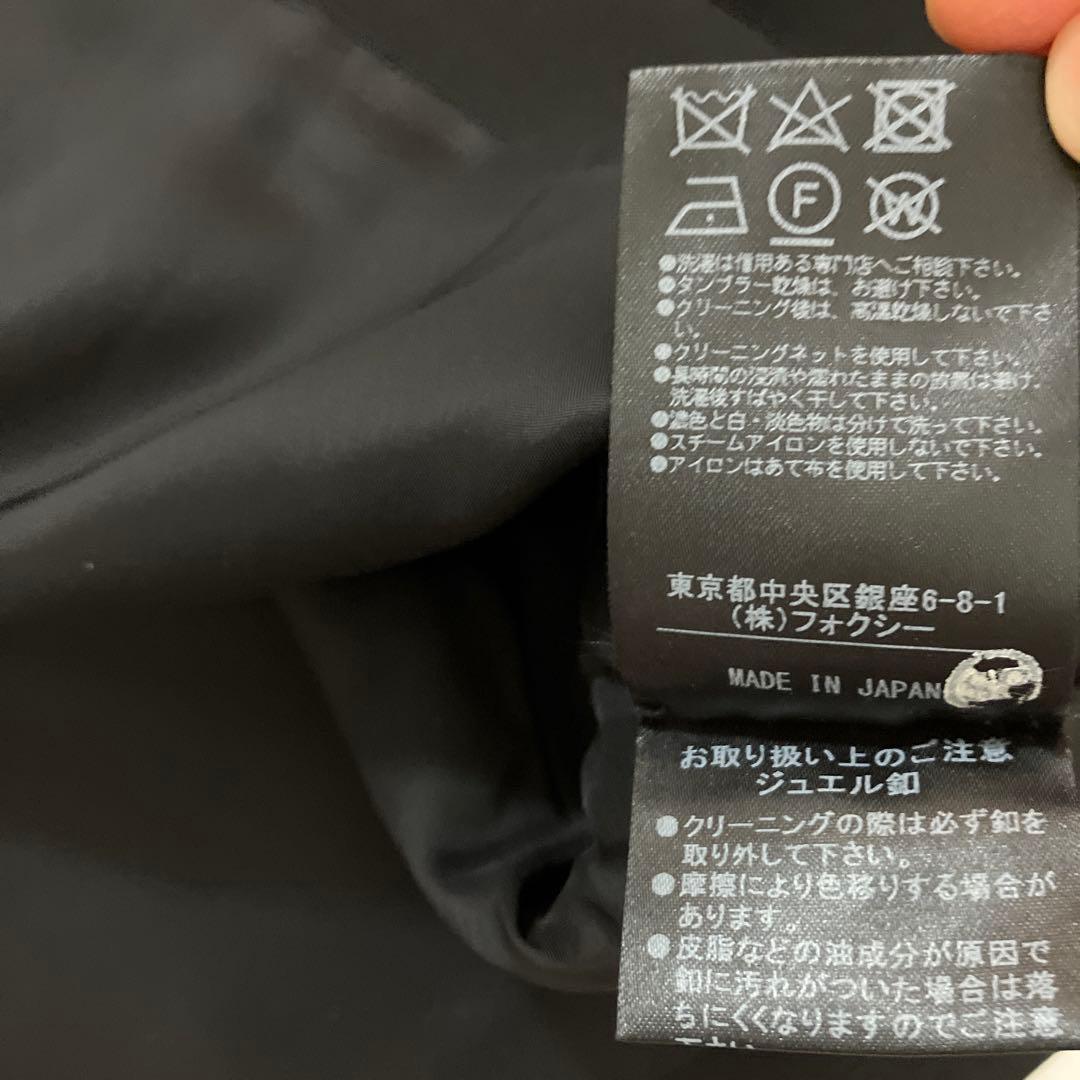 F W
●洗濯は信用ある専門店へご相談下さい。
●タンブラー乾燥は、お避け下さい。
●クリーニング後は、高温乾燥しないで下さ
い。
●クリーニングネットを使用して下さい。
●長時間の浸漬や濡れたままの放置は避け、
洗濯後すばやく干して下さい。
●濃色と白・淡色物は分けて洗って下さい。
●スチームアイロンを使用しないで下さい。
●アイロンはあて布を使用して下さい。
東京都中央区銀座6-8-1
(株)フォクシー
MADE IN JAPAN
お取り扱い上のご注意
ジュエル釦
●クリーニングの際は必ず釦を
取り外して下さい。
●摩擦により色移りする場合が
あります。
●皮脂などの油成分が原因で
釦に汚れがついた場合は落
ちにくくなりますのでご注意
下さい。